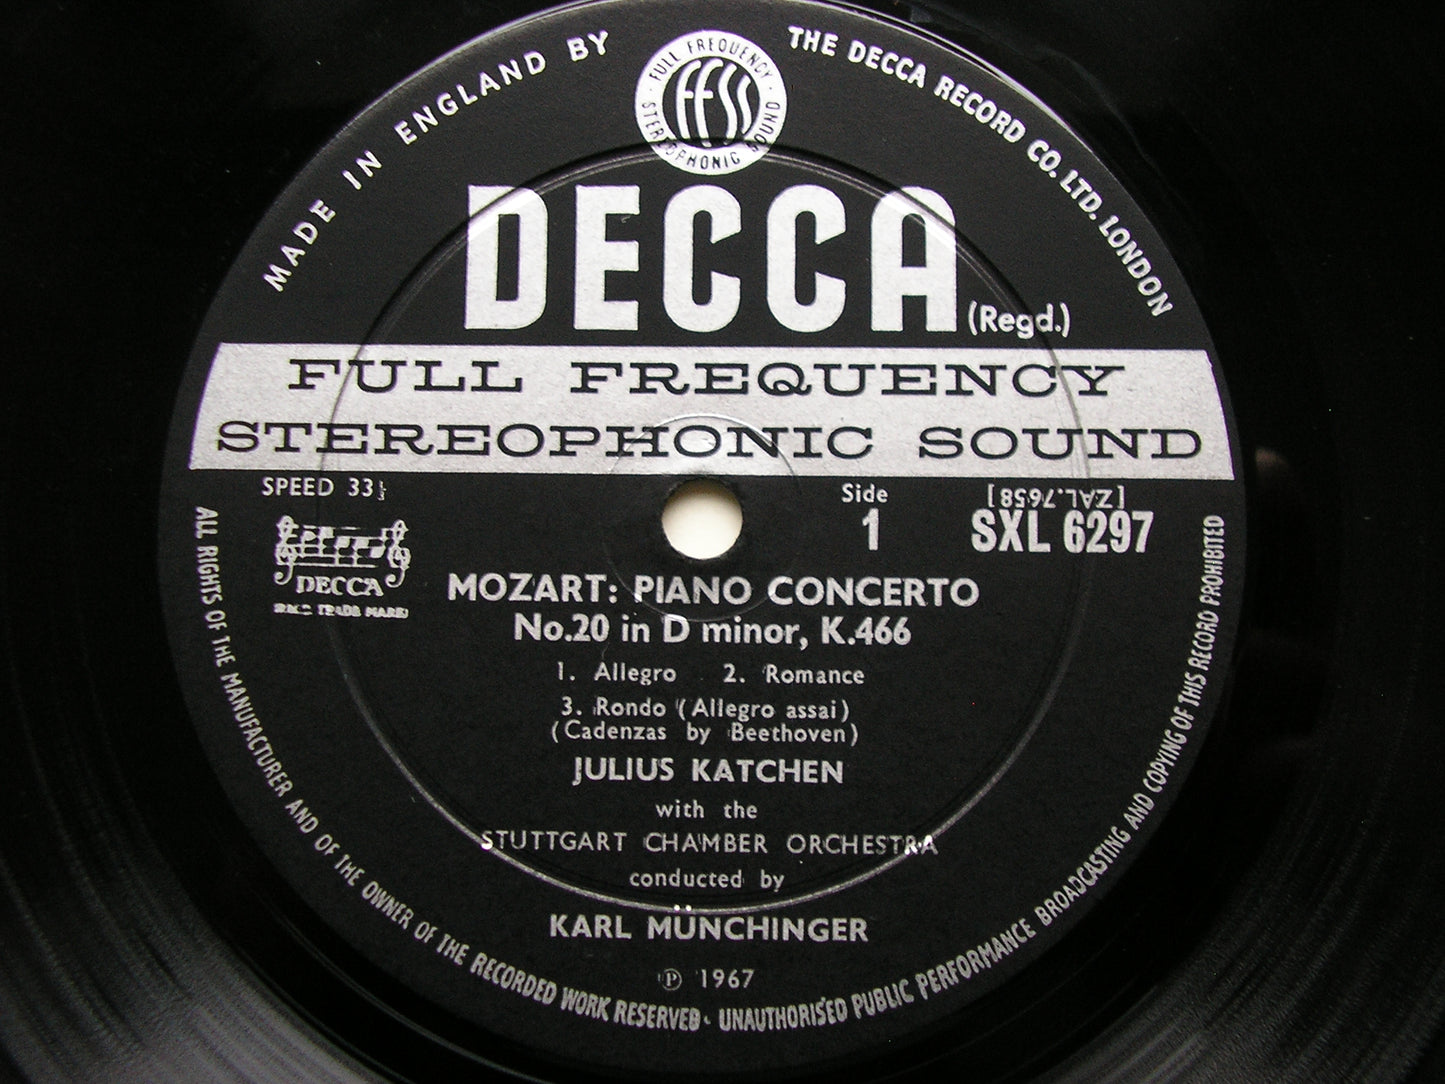 MADE IN ENGLAND BY
THE DECCA RECORD CO. LTD. LONDON
FULL FREQUENCY
FFSS
STEREOPHONIC SOUND
DECCA
(Regd.)
FULL FREQUENCY
STEREOPHONIC SOUND
SPEED 33⅓
Side
1
[ZAL.7658]
SXL 6297
DECCA
MOZART: PIANO CONCERTO
No.20 in D minor, K.466
1. Allegro 2. Romance
3. Rondo (Allegro assai)
(Cadenzas by Beethoven)
JULIUS KATCHEN
with the
STUTTGART CHAMBER ORCHESTRA
conducted by
KARL MÜNCHINGER
℗ 1967
ALL RIGHTS OF THE MANUFACTURER AND OF THE OWNER OF THE RECORDED WORK RESERVED. UNAUTHORISED PUBLIC PERFORMANCE BROADCASTING AND COPYING OF THIS RECORD PROHIBITED